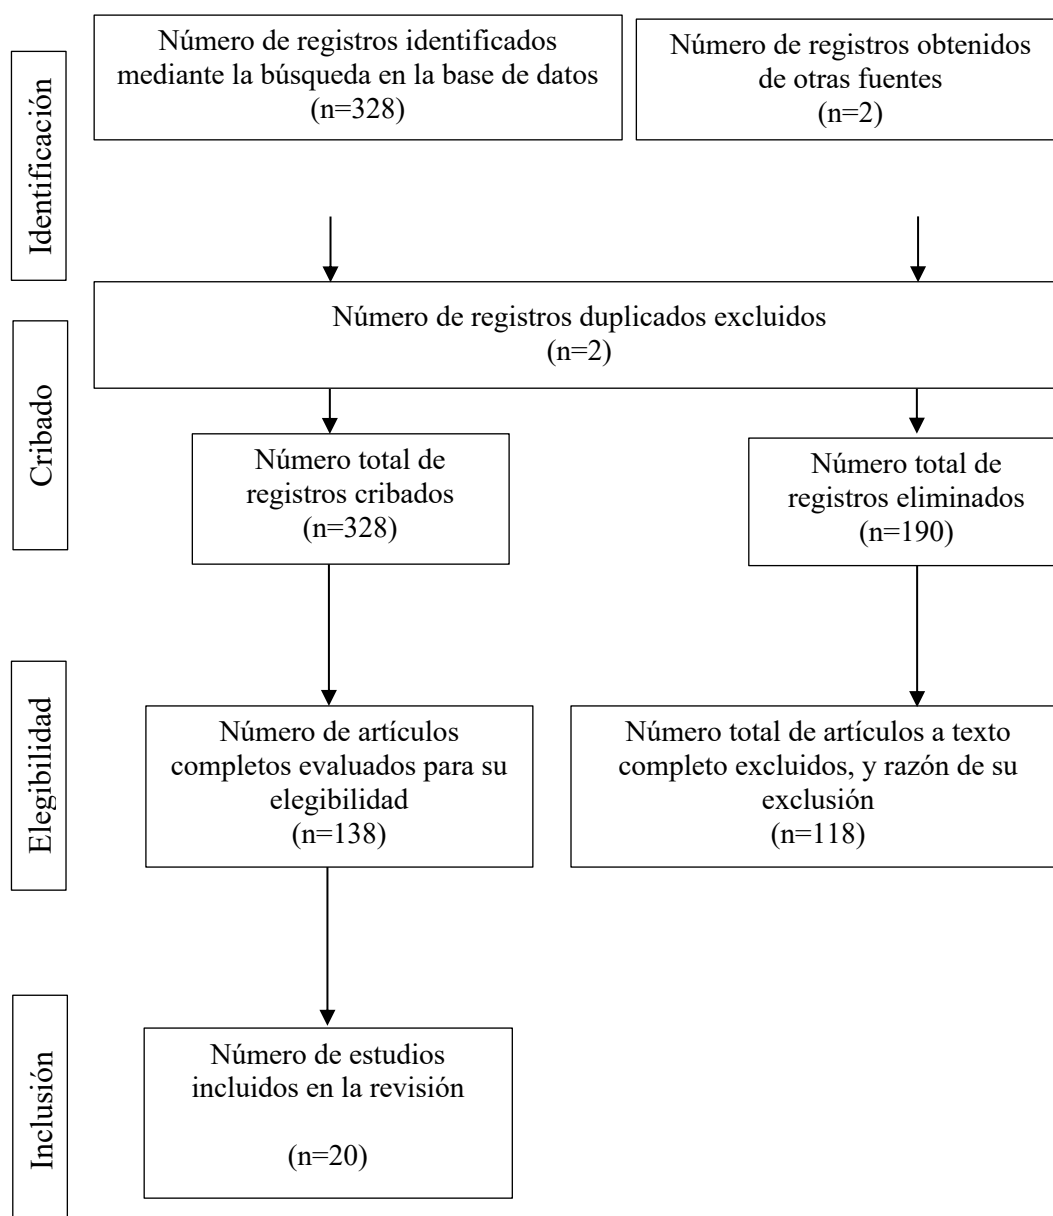 Identificación
Número de registros identificados
mediante la búsqueda en la base de datos
(n=328)
Número de registros obtenidos
de otras fuentes
(n=2)
Cribado
Número de registros duplicados excluidos
(n=2)
Número total de
registros cribados
(n=328)
Número total de
registros eliminados
(n=190)
Elegibilidad
Número de artículos
completos evaluados para su
elegibilidad
(n=138)
Número total de artículos a texto
completo excluidos, y razón de su
exclusión
(n=118)
Inclusión
Número de estudios
incluidos en la revisión
(n=20)